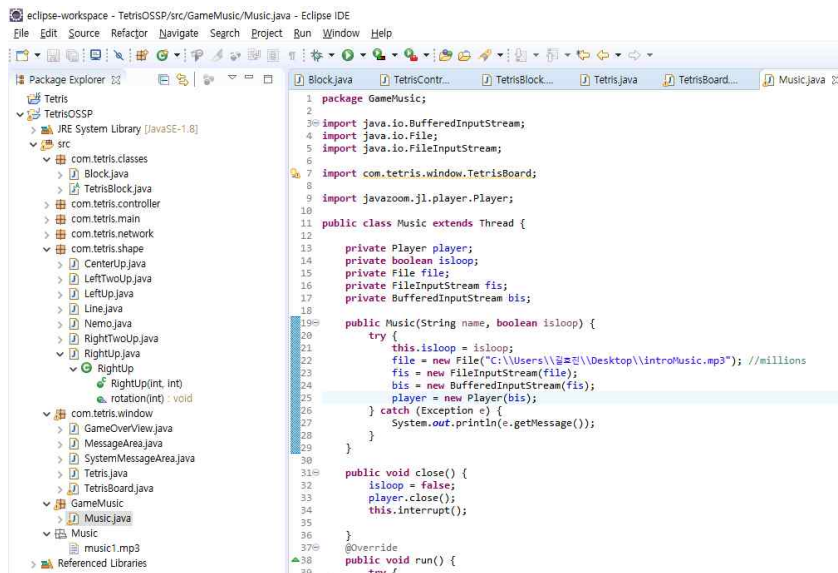 eclipse-workspace - TetrisOSSP/src/GameMusic/Music.java - Eclipse IDE
File Edit Source Refactor Navigate Search Project Run Window Help
Package Explorer
Tetris
TetrisOSSP
JRE System Library [JavaSE-1.8]
src
com.tetris.classes
Block.java
TetrisBlock.java
com.tetris.controller
com.tetris.main
com.tetris.network
com.tetris.shape
CenterUp.java
LeftTwoUp.java
LeftUp.java
Line.java
Nemo.java
RightTwoUp.java
RightUp.java
RightUp
RightUp(int, int)
rotation(int) : void
com.tetris.window
GameOverView.java
MessageArea.java
SystemMessageArea.java
Tetris.java
TetrisBoard.java
GameMusic
Music.java
Music
music1.mp3
Referenced Libraries
Block.java TetrisContr... TetrisBlock.... Tetris.java TetrisBoard.... Music.java
1 package GameMusic;
2
3 import java.io.BufferedInputStream;
4 import java.io.File;
5 import java.io.FileInputStream;
6
7 import com.tetris.window.TetrisBoard;
8
9 import javazoom.jl.player.Player;
10
11 public class Music extends Thread {
12
13 private Player player;
14 private boolean isloop;
15 private File file;
16 private FileInputStream fis;
17 private BufferedInputStream bis;
18
19 public Music(String name, boolean isloop) {
20 try {
21 this.isloop = isloop;
22 file = new File("C:\\Users\\길효진\\Desktop\\introMusic.mp3"); //millions
23 fis = new FileInputStream(file);
24 bis = new BufferedInputStream(fis);
25 player = new Player(bis);
26 } catch (Exception e) {
27 System.out.println(e.getMessage());
28 }
29 }
30
31 public void close() {
32 isloop = false;
33 player.close();
34 this.interrupt();
35
36 }
37 @Override
38 public void run() {
39 try {